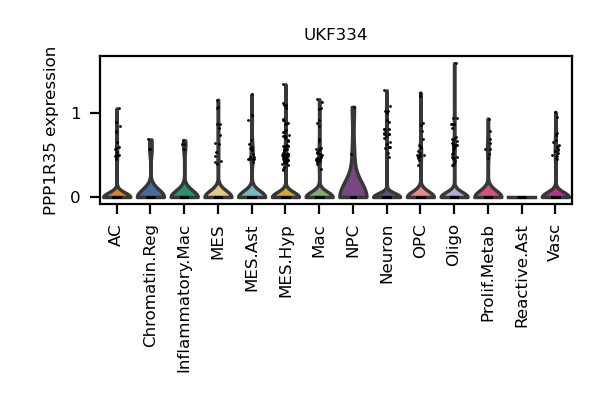 UKF334
PPP1R35 expression
1
0
AC
Chromatin.Reg
Inflammatory.Mac
MES
MES.Ast
MES.Hyp
Mac
NPC
Neuron
OPC
Oligo
Prolif.Metab
Reactive.Ast
Vasc